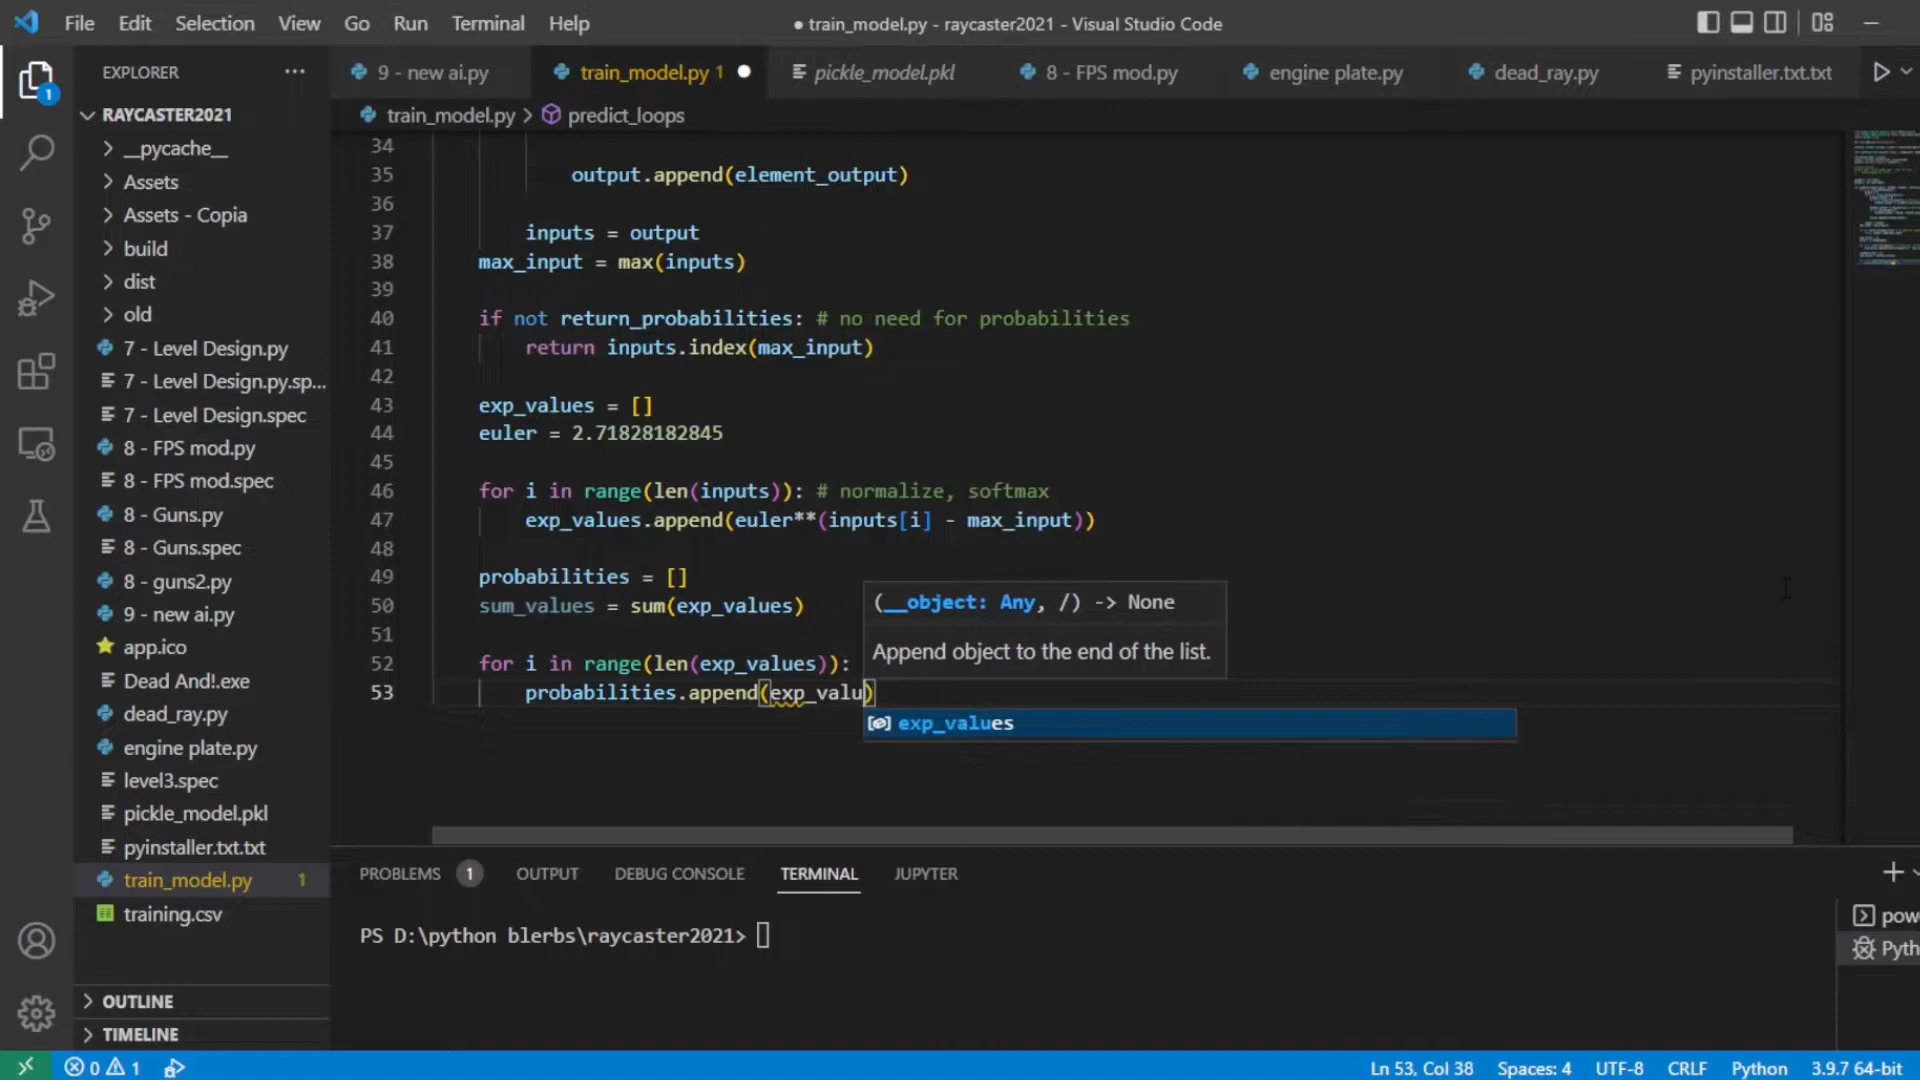 File Edit Selection View Go Run Terminal Help
● train_model.py - raycaster2021 - Visual Studio Code
EXPLORER
9 - new ai.py
train_model.py 1
pickle_model.pkl
8 - FPS mod.py
engine plate.py
dead_ray.py
pyinstaller.txt.txt
1
RAYCASTER2021
__pycache__
Assets
Assets - Copia
build
dist
old
7 - Level Design.py
7 - Level Design.py.sp...
7 - Level Design.spec
8 - FPS mod.py
8 - FPS mod.spec
8 - Guns.py
8 - Guns.spec
8 - guns2.py
9 - new ai.py
app.ico
Dead And!.exe
dead_ray.py
engine plate.py
level3.spec
pickle_model.pkl
pyinstaller.txt.txt
train_model.py 1
training.csv
OUTLINE
TIMELINE
train_model.py > predict_loops
34
35 output.append(element_output)
36
37 inputs = output
38 max_input = max(inputs)
39
40 if not return_probabilities: # no need for probabilities
41 return inputs.index(max_input)
42
43 exp_values = []
44 euler = 2.71828182845
45
46 for i in range(len(inputs)): # normalize, softmax
47 exp_values.append(euler**(inputs[i] - max_input))
48
49 probabilities = []
50 sum_values = sum(exp_values)
51
52 for i in range(len(exp_values)):
53 probabilities.append(exp_valu)
(__object: Any, /) -> None
Append object to the end of the list.
exp_values
PROBLEMS 1 OUTPUT DEBUG CONSOLE TERMINAL JUPYTER
PS D:\python blerbs\raycaster2021>
pow
Pyth
0 1
Ln 53, Col 38 Spaces: 4 UTF-8 CRLF Python 3.9.7 64-bit